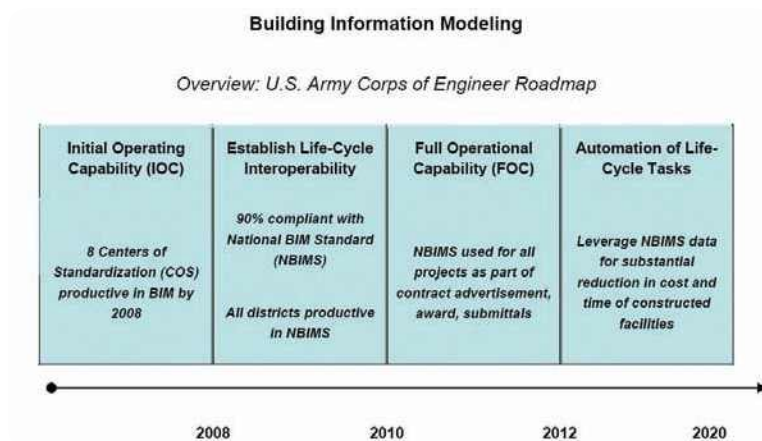 Building Information Modeling
Overview: U.S. Army Corps of Engineer Roadmap
Initial Operating
Capability (IOC)
8 Centers of
Standardization (COS)
productive in BIM by
2008
Establish Life-Cycle
Interoperability
90% compliant with
National BIM Standard
(NBIMS)
All districts productive
in NBIMS
Full Operational
Capability (FOC)
NBIMS used for all
projects as part of
contract advertisement,
award, submittals
Automation of Life-
Cycle Tasks
Leverage NBIMS data
for substantial
reduction in cost and
time of constructed
facilities
2008
2010
2012
2020